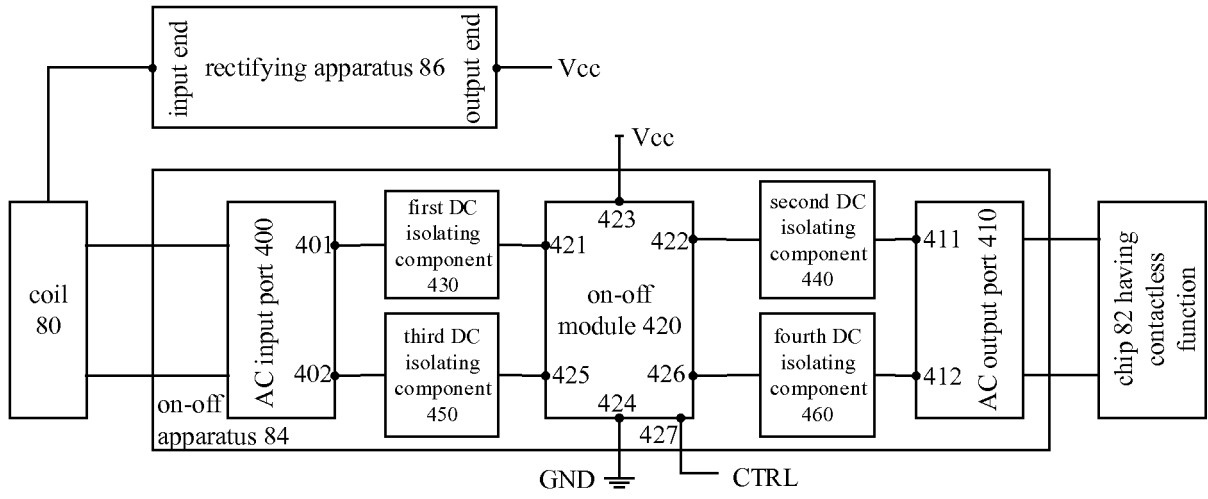 input end
rectifying apparatus 86
output end
Vcc
Vcc
coil
80
AC input port 400
401
402
first DC
isolating
component
430
third DC
isolating
component
450
423
421
422
on-off
module 420
425
426
424
427
second DC
isolating
component
440
fourth DC
isolating
component
460
411
412
AC output port 410
chip 82 having
contactless
function
on-off
apparatus 84
GND
CTRL